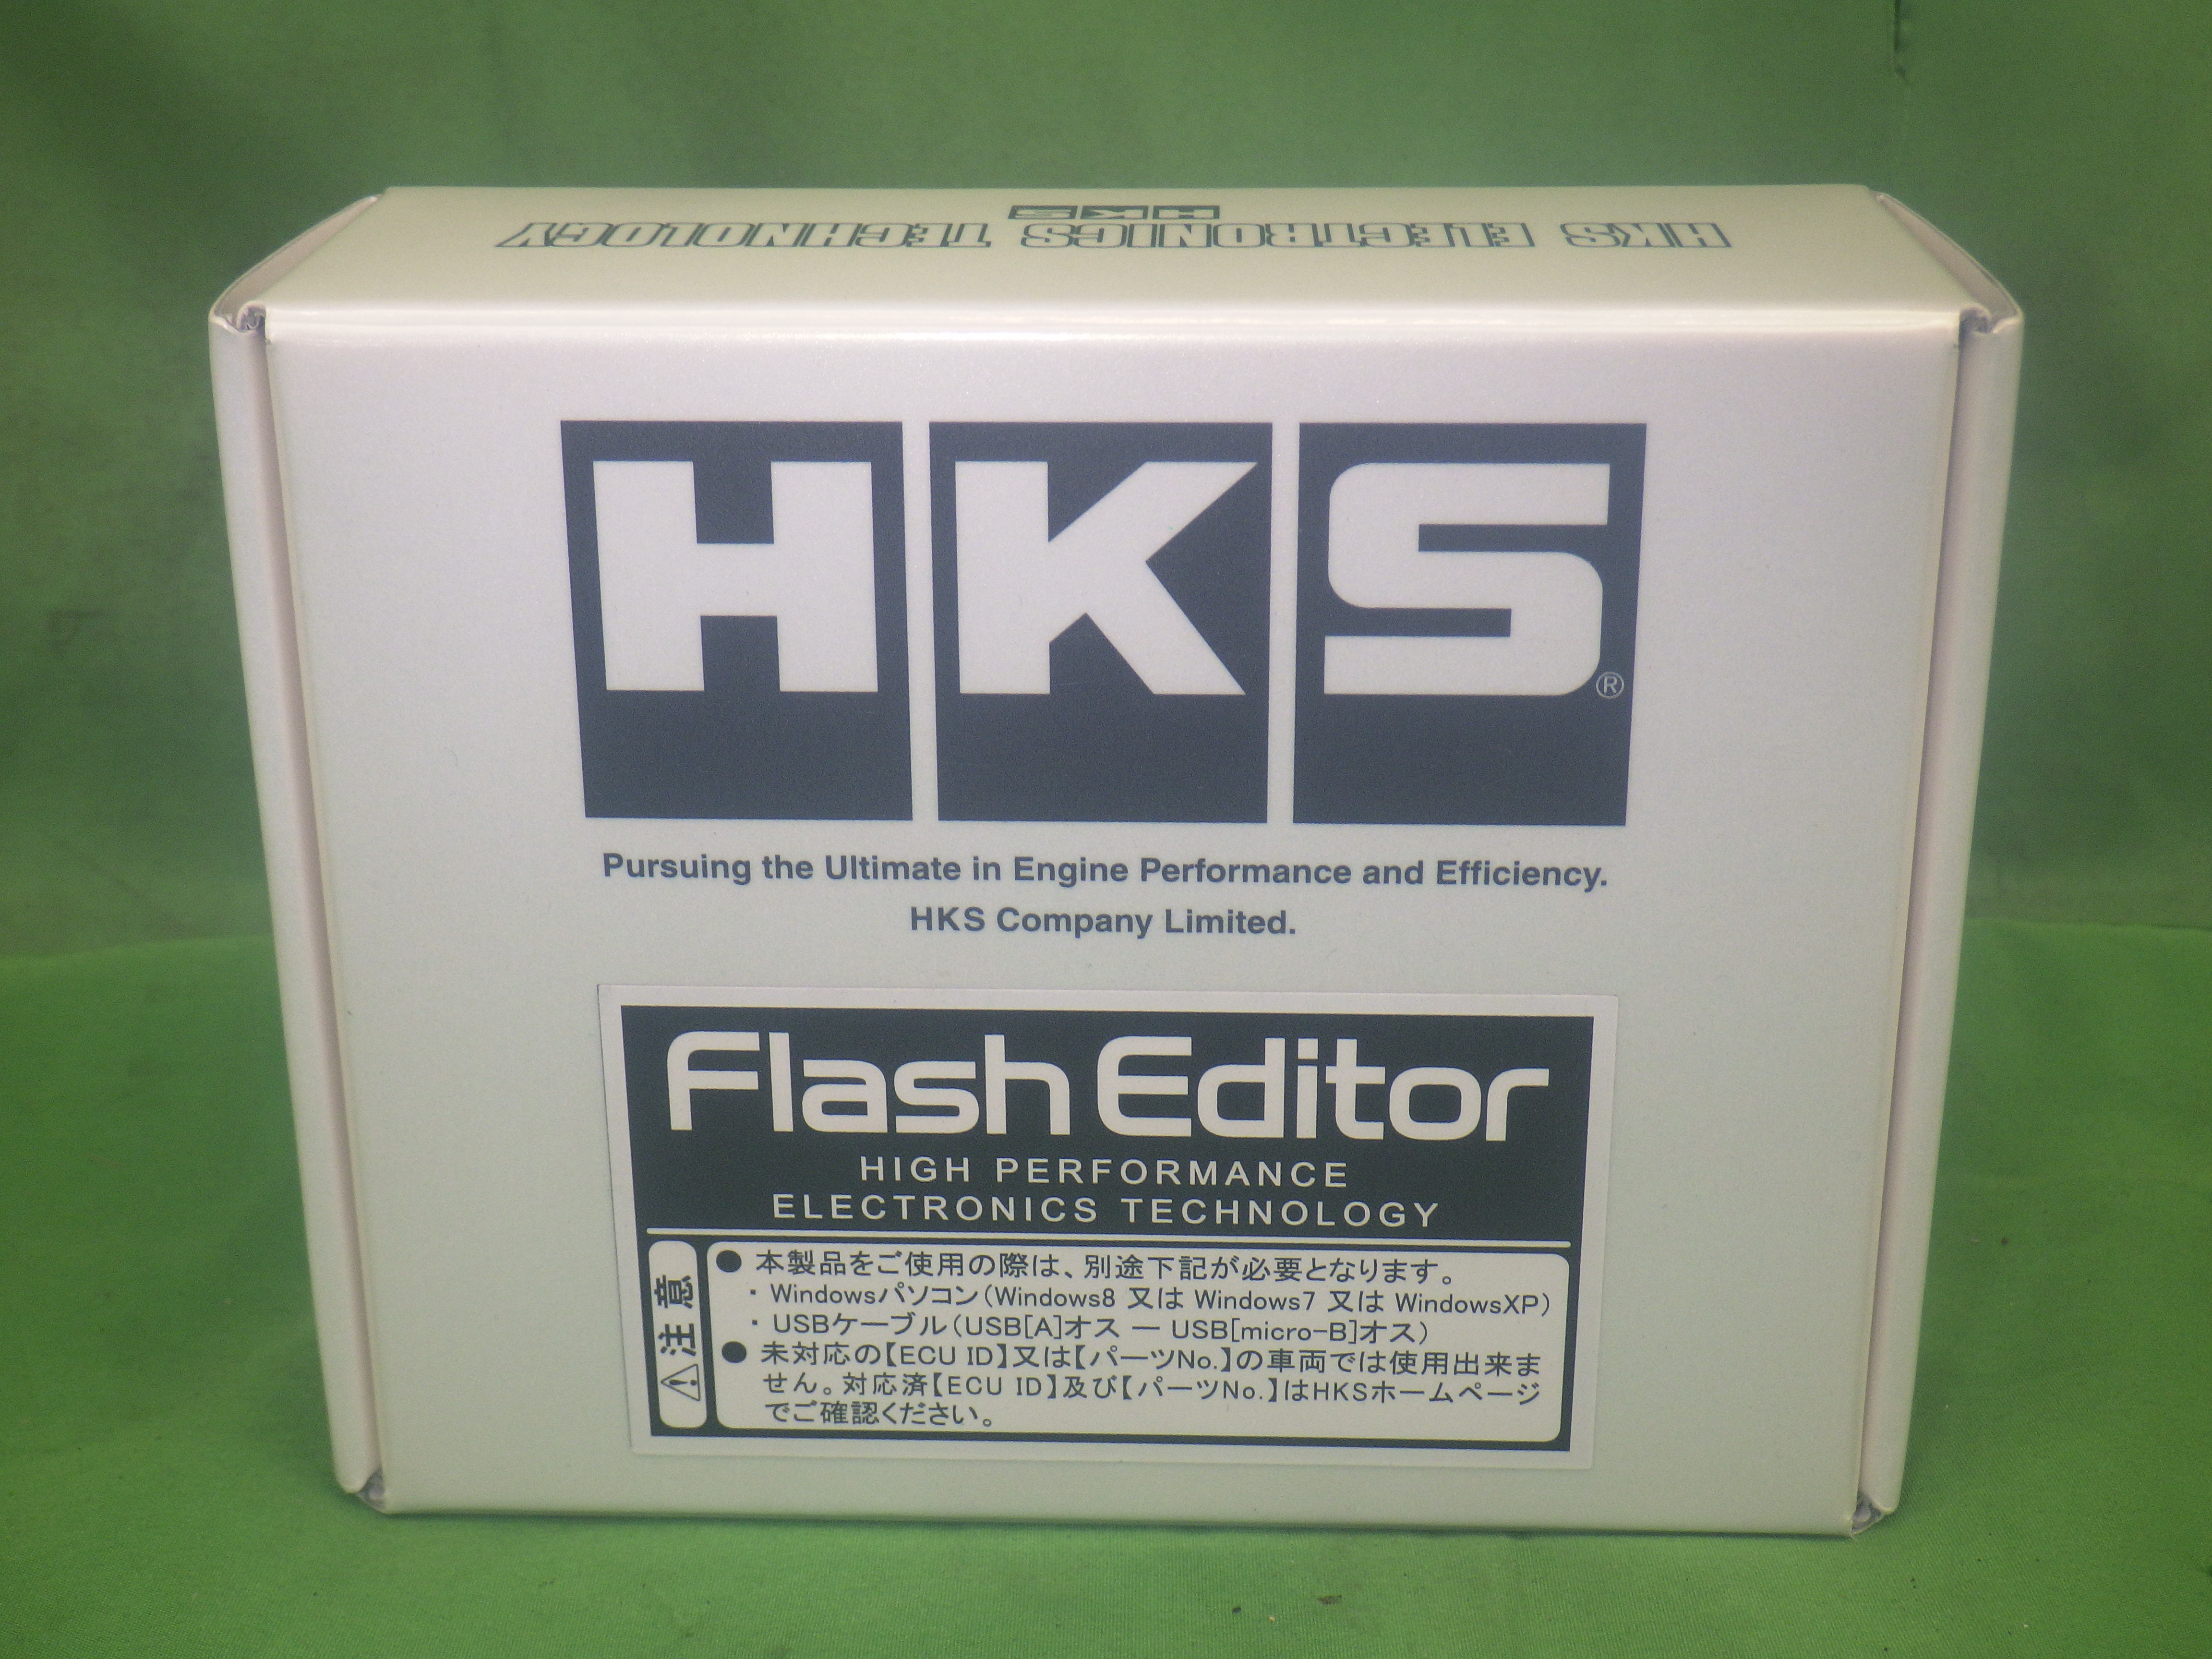 HKS
HKS ELECTRONICS TECHNOLOGY
HKS®
Pursuing the Ultimate in Engine Performance and Efficiency.
HKS Company Limited.
Flash Editor
HIGH PERFORMANCE
ELECTRONICS TECHNOLOGY
⚠注意
● 本製品をご使用の際は、別途下記が必要となります。
・Windowsパソコン（Windows8 又は Windows7 又は WindowsXP）
・USBケーブル（USB[A]オス ― USB[micro-B]オス）
● 未対応の【ECU ID】又は【パーツNo.】の車両では使用出来ま
せん。対応済【ECU ID】及び【パーツNo.】はHKSホームページ
でご確認ください。